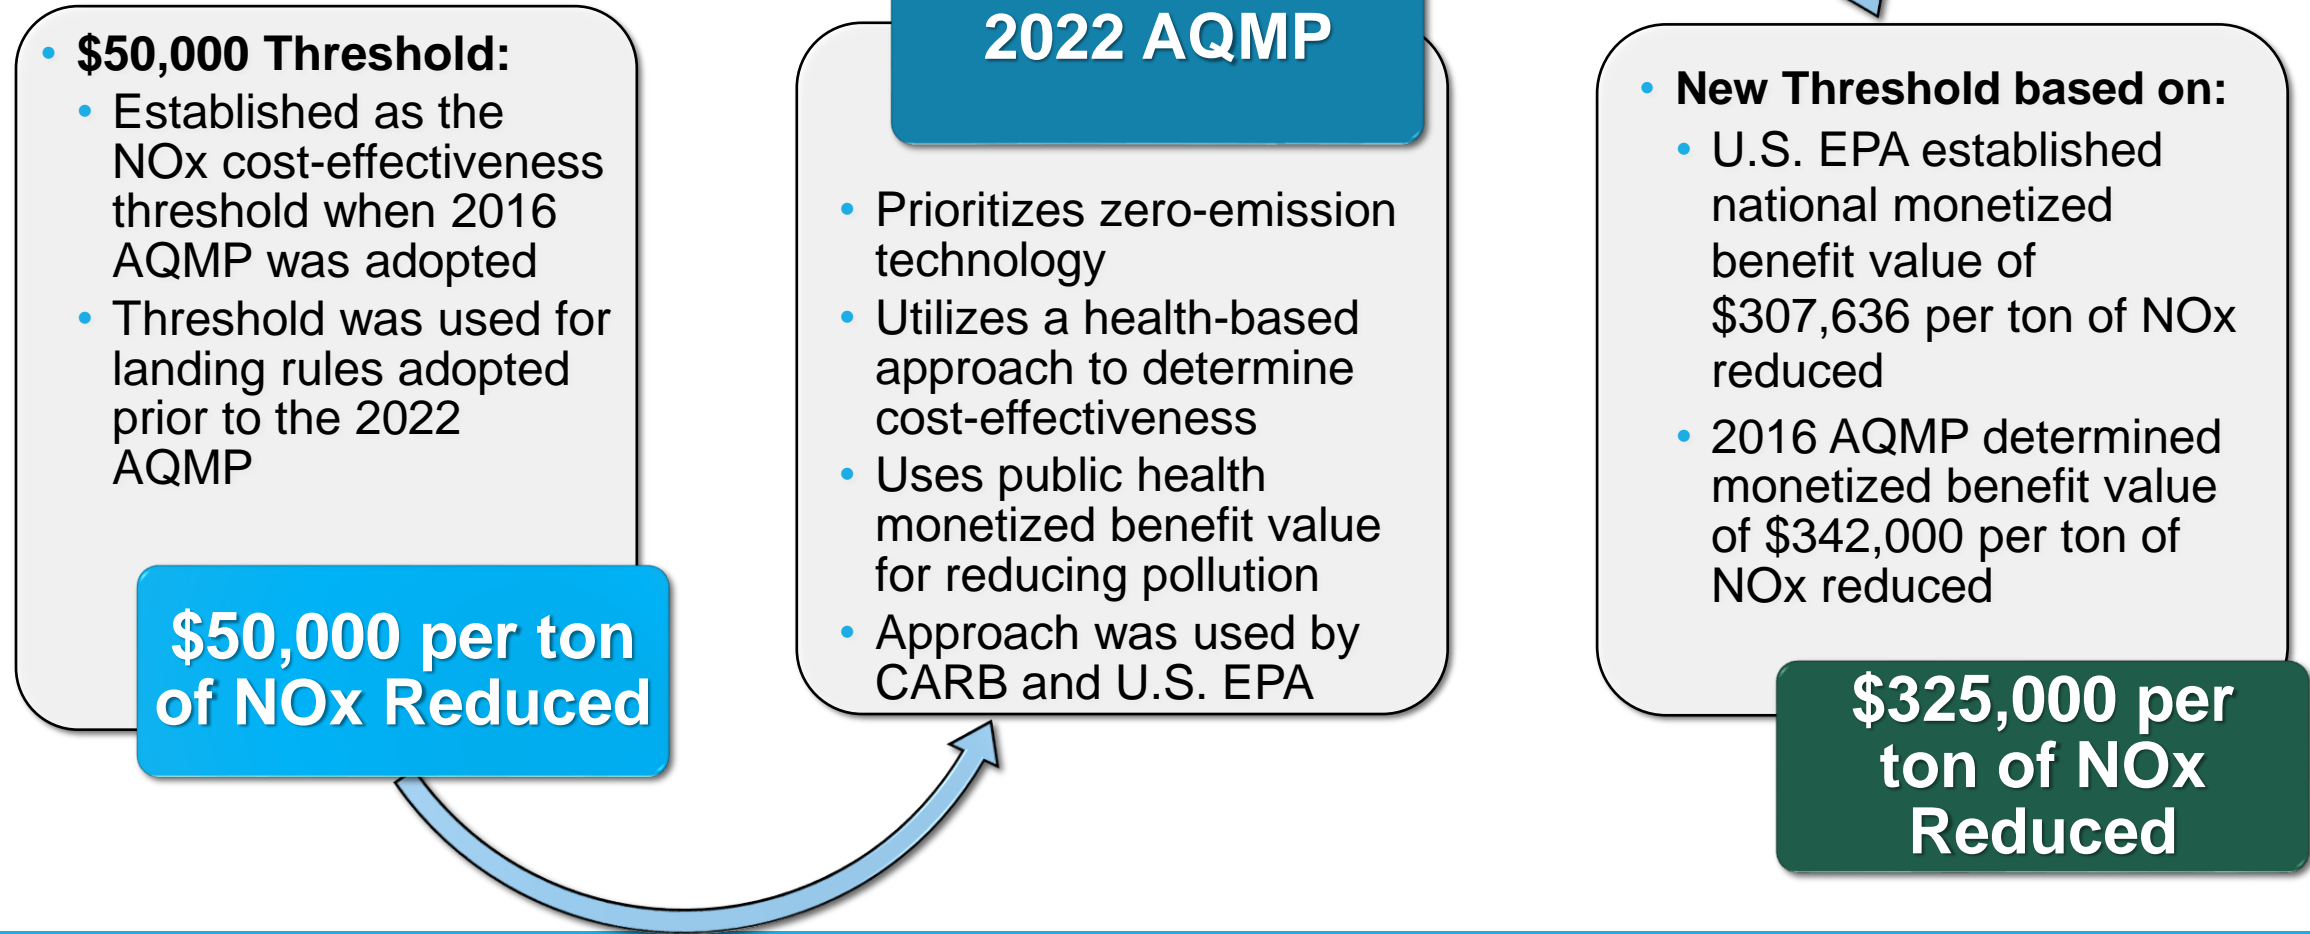 • $50,000 Threshold:
• Established as the
NOx cost-effectiveness
threshold when 2016
AQMP was adopted
• Threshold was used for
landing rules adopted
prior to the 2022
AQMP
$50,000 per ton
of NOx Reduced
2022 AQMP
• Prioritizes zero-emission
technology
• Utilizes a health-based
approach to determine
cost-effectiveness
• Uses public health
monetized benefit value
for reducing pollution
• Approach was used by
CARB and U.S. EPA
• New Threshold based on:
• U.S. EPA established
national monetized
benefit value of
$307,636 per ton of NOx
reduced
• 2016 AQMP determined
monetized benefit value
of $342,000 per ton of
NOx reduced
$325,000 per
ton of NOx
Reduced